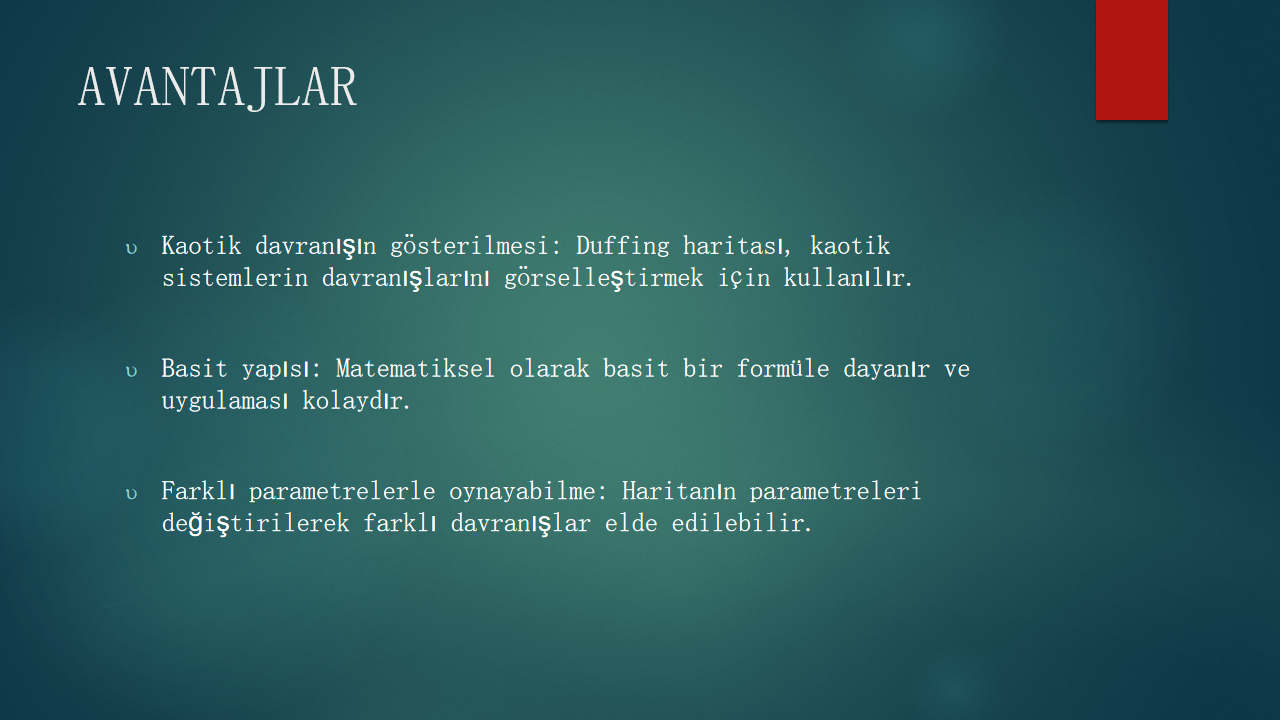 AVANTAJLAR
Kaotik davranışın gösterilmesi: Duffing haritası, kaotik
sistemlerin davranışlarını görselleştirmek için kullanılır.
Basit yapısı: Matematiksel olarak basit bir formüle dayanır ve
uygulaması kolaydır.
Farklı parametrelerle oynayabilme: Haritanın parametreleri
değiştirilerek farklı davranışlar elde edilebilir.